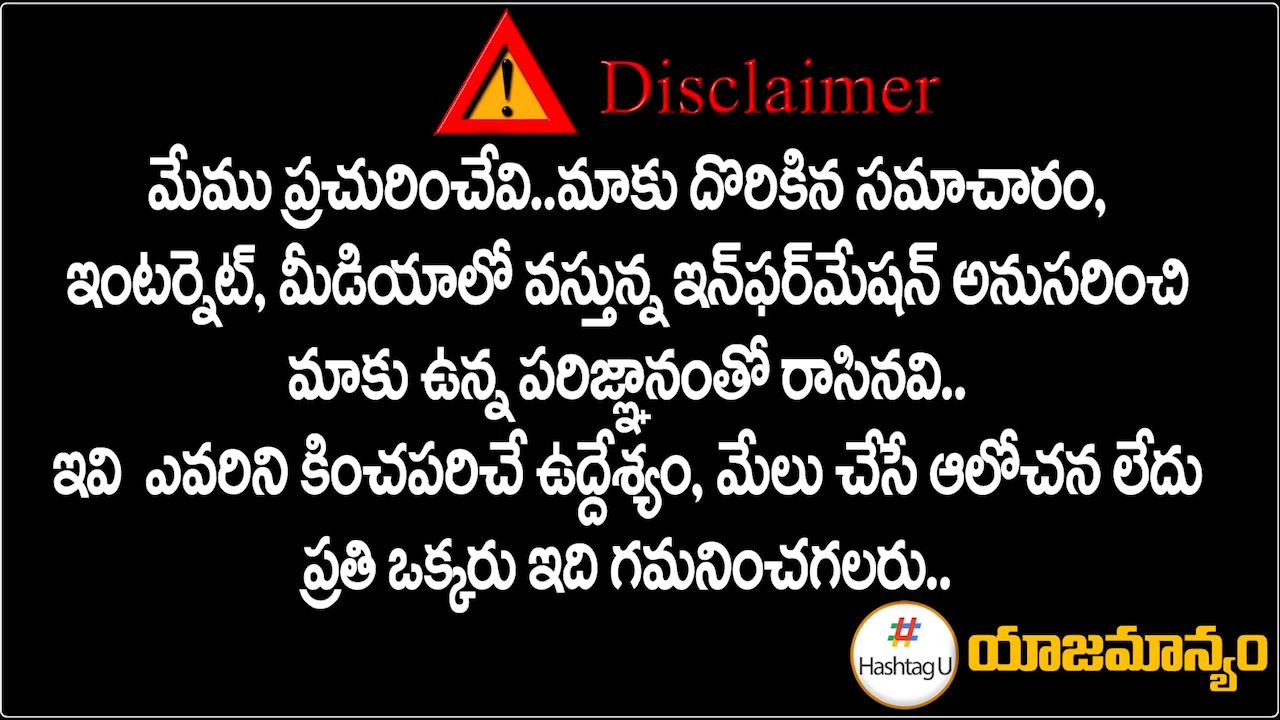 Disclaimer
మేము ప్రచురించేవి..మాకు దొరికిన సమాచారం,
ఇంటర్నెట్, మీడియాలో వస్తున్న ఇన్‌ఫర్‌మేషన్ అనుసరించి
మాకు ఉన్న పరిజ్ఞానంతో రాసినవి..
ఇవి ఎవరిని కించపరిచే ఉద్దేశ్యం, మేలు చేసే ఆలోచన లేదు
ప్రతి ఒక్కరు ఇది గమనించగలరు..
#
Hashtag U
యాజమాన్యం